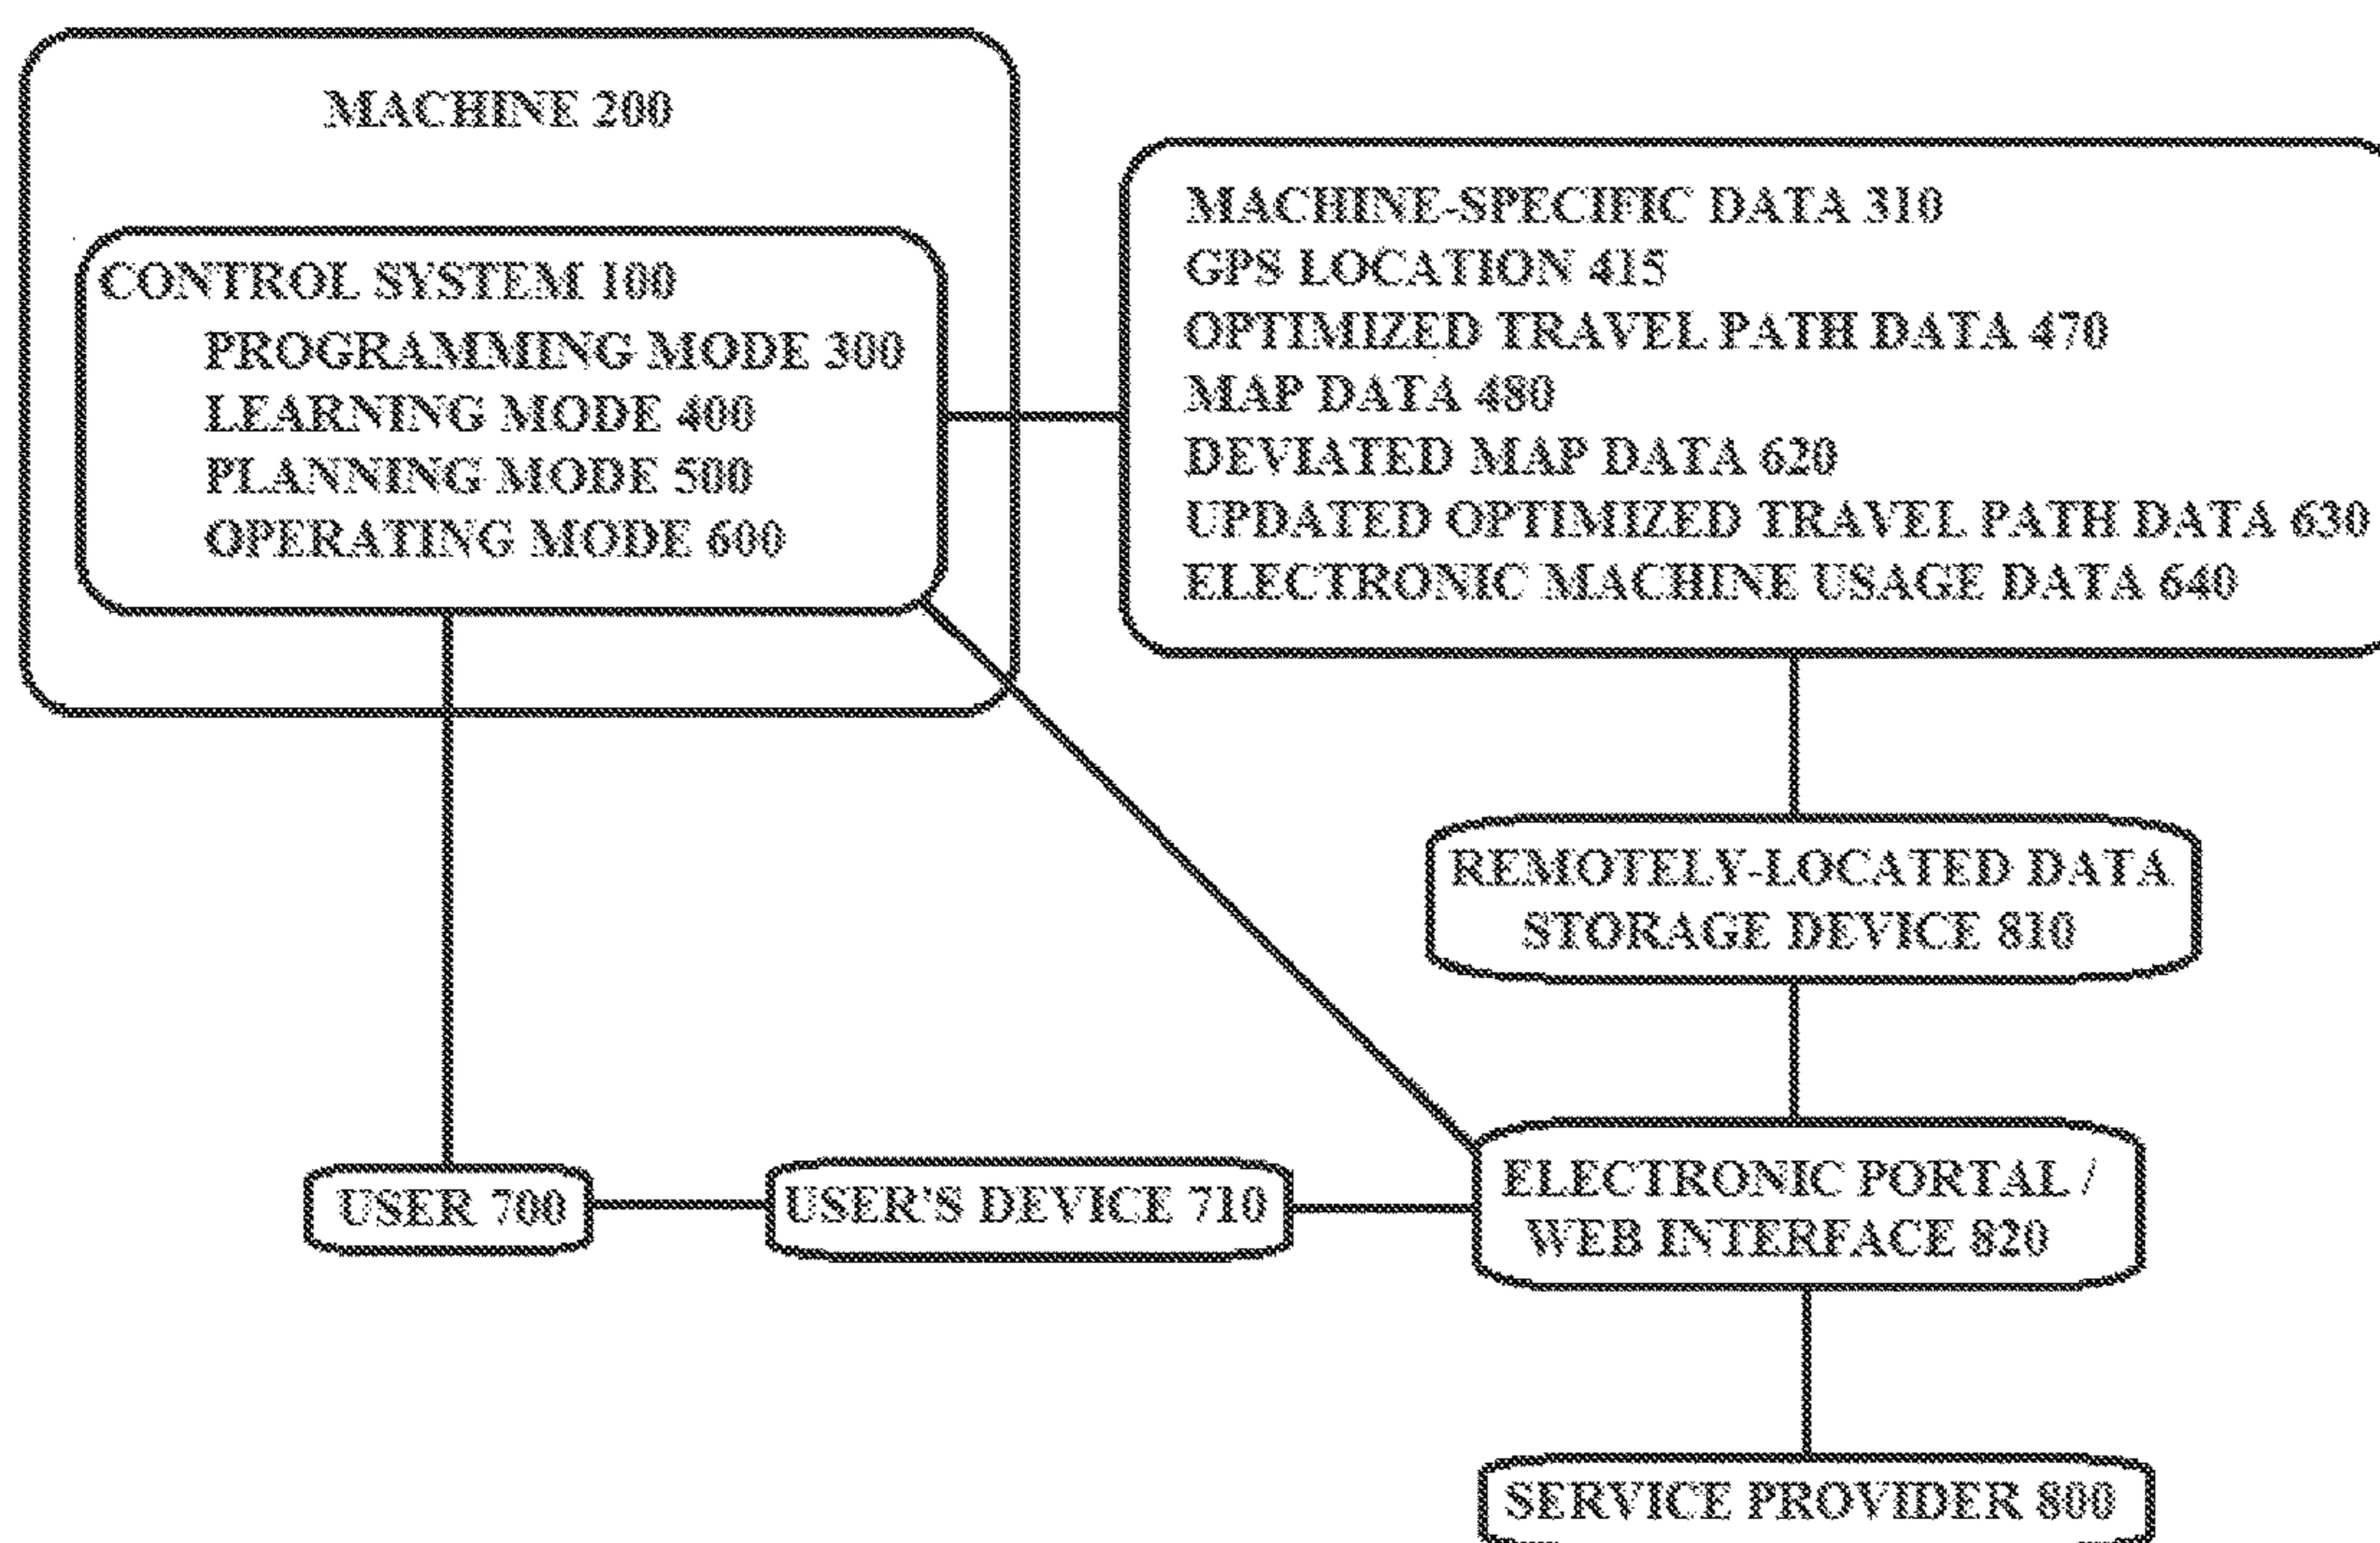 MACHINE 200
CONTROL SYSTEM 100
PROGRAMMING MODE 300
LEARNING MODE 400
PLANNING MODE 500
OPERATING MODE 600
MACHINE-SPECIFIC DATA 310
GPS LOCATION 415
OPTIMIZED TRAVEL PATH DATA 470
MAP DATA 480
DEVIATED MAP DATA 620
UPDATED OPTIMIZED TRAVEL PATH DATA 630
ELECTRONIC MACHINE USAGE DATA 640
REMOTELY-LOCATED DATA
STORAGE DEVICE 810
USER 700
USER'S DEVICE 710
ELECTRONIC PORTAL /
WEB INTERFACE 820
SERVICE PROVIDER 800